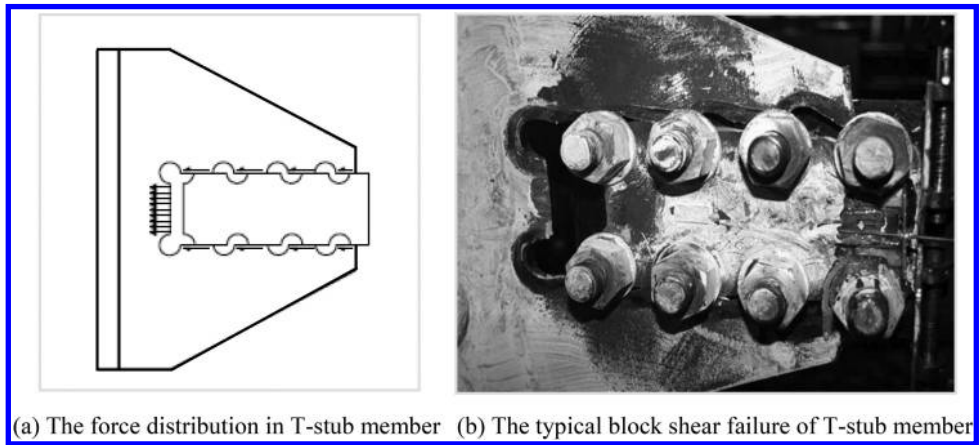 (a) The force distribution in T-stub member
(b) The typical block shear failure of T-stub member